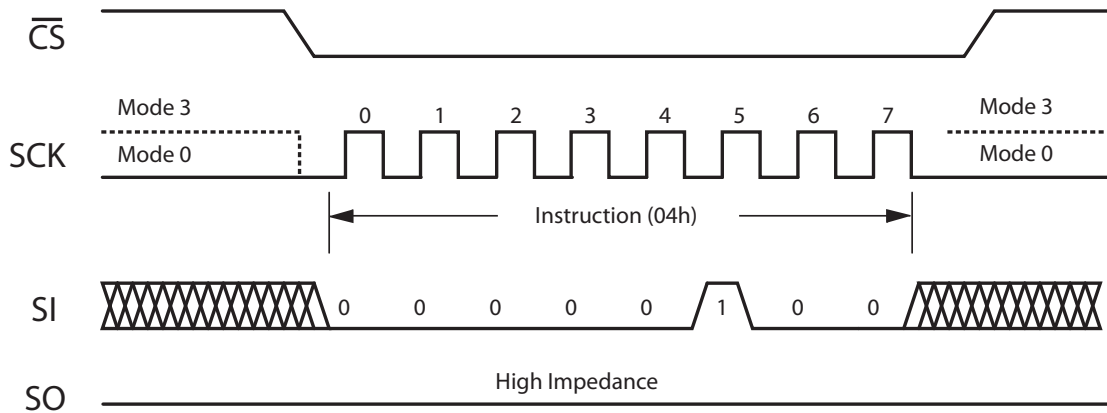 CS
Mode 3
0 1 2 3 4 5 6 7
Mode 3
SCK
Mode 0
Mode 0
Instruction (04h)
SI
0 0 0 0 0 1 0 0
High Impedance
SO